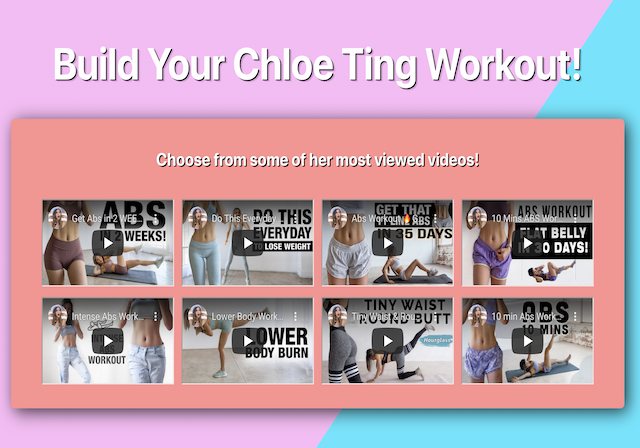 Build Your Chloe Ting Workout!
Choose from some of her most viewed videos!
Get Abs in 2 WEE...
ABS
IN 2 WEEKS!
Do This Everyday
DO THIS
EVERYDAY
TO LOSE WEIGHT
Abs Workout
GET THAT
ABS
IN 35 DAYS
10 Mins ABS Wor...
ABS WORKOUT
FLAT BELLY
IN 30 DAYS!
Intense Abs Work...
INTENSE
WORKOUT
Lower Body Work...
LOWER
BODY BURN
Tiny Waist & Rou...
TINY WAIST
ROUND BUTT
Hourglass
10 min Abs Work...
ABS
10 MINS